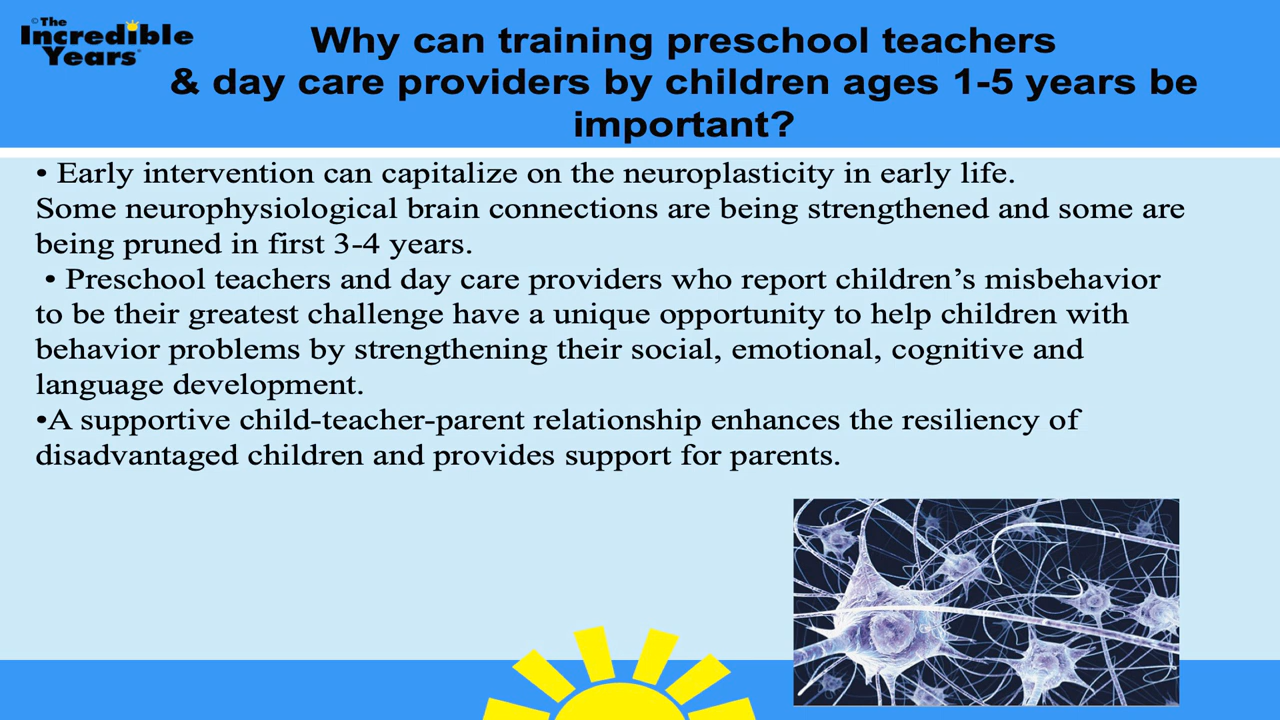 ©The
Incredible
Years®
Why can training preschool teachers
& day care providers by children ages 1-5 years be
important?
• Early intervention can capitalize on the neuroplasticity in early life.
Some neurophysiological brain connections are being strengthened and some are
being pruned in first 3-4 years.
• Preschool teachers and day care providers who report children’s misbehavior
to be their greatest challenge have a unique opportunity to help children with
behavior problems by strengthening their social, emotional, cognitive and
language development.
•A supportive child-teacher-parent relationship enhances the resiliency of
disadvantaged children and provides support for parents.